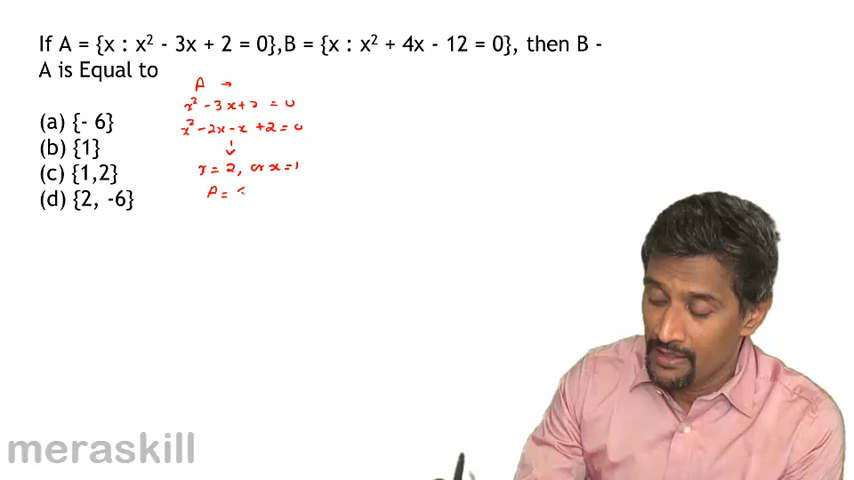 If A = {x : x² - 3x + 2 = 0},B = {x : x² + 4x - 12 = 0}, then B -
A is Equal to
(a) {- 6}
(b) {1}
(c) {1,2}
(d) {2, -6}
A →
x² - 3x + 2 = 0
x² - 2x - x + 2 = 0
x = 2, or x = 1
A =
meraskill